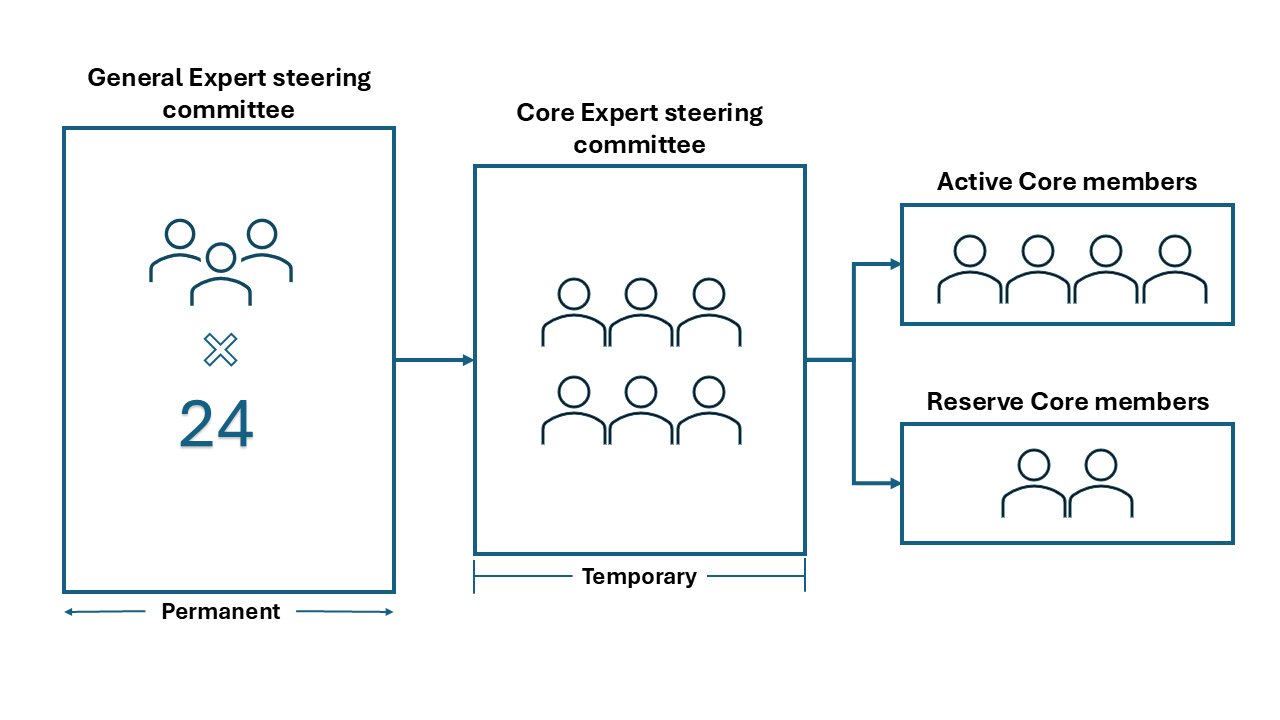 General Expert steering
committee
Core Expert steering
committee
Active Core members
24
Reserve Core members
Temporary
Permanent